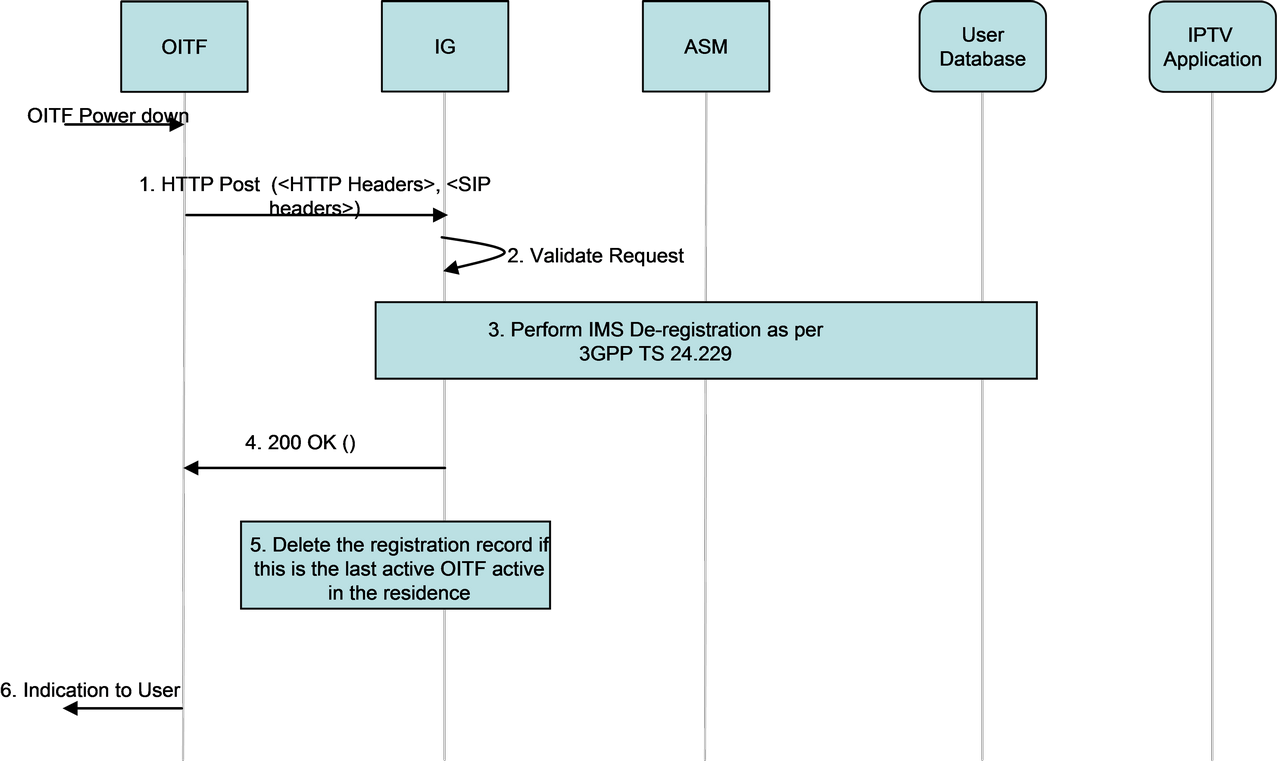 OITF
IG
ASM
User
Database
IPTV
Application
OITF Power down
1. HTTP Post (<HTTP Headers>, <SIP
headers>)
2. Validate Request
3. Perform IMS De-registration as per
3GPP TS 24.229
4. 200 OK ()
5. Delete the registration record if
this is the last active OITF active
in the residence
6. Indication to User